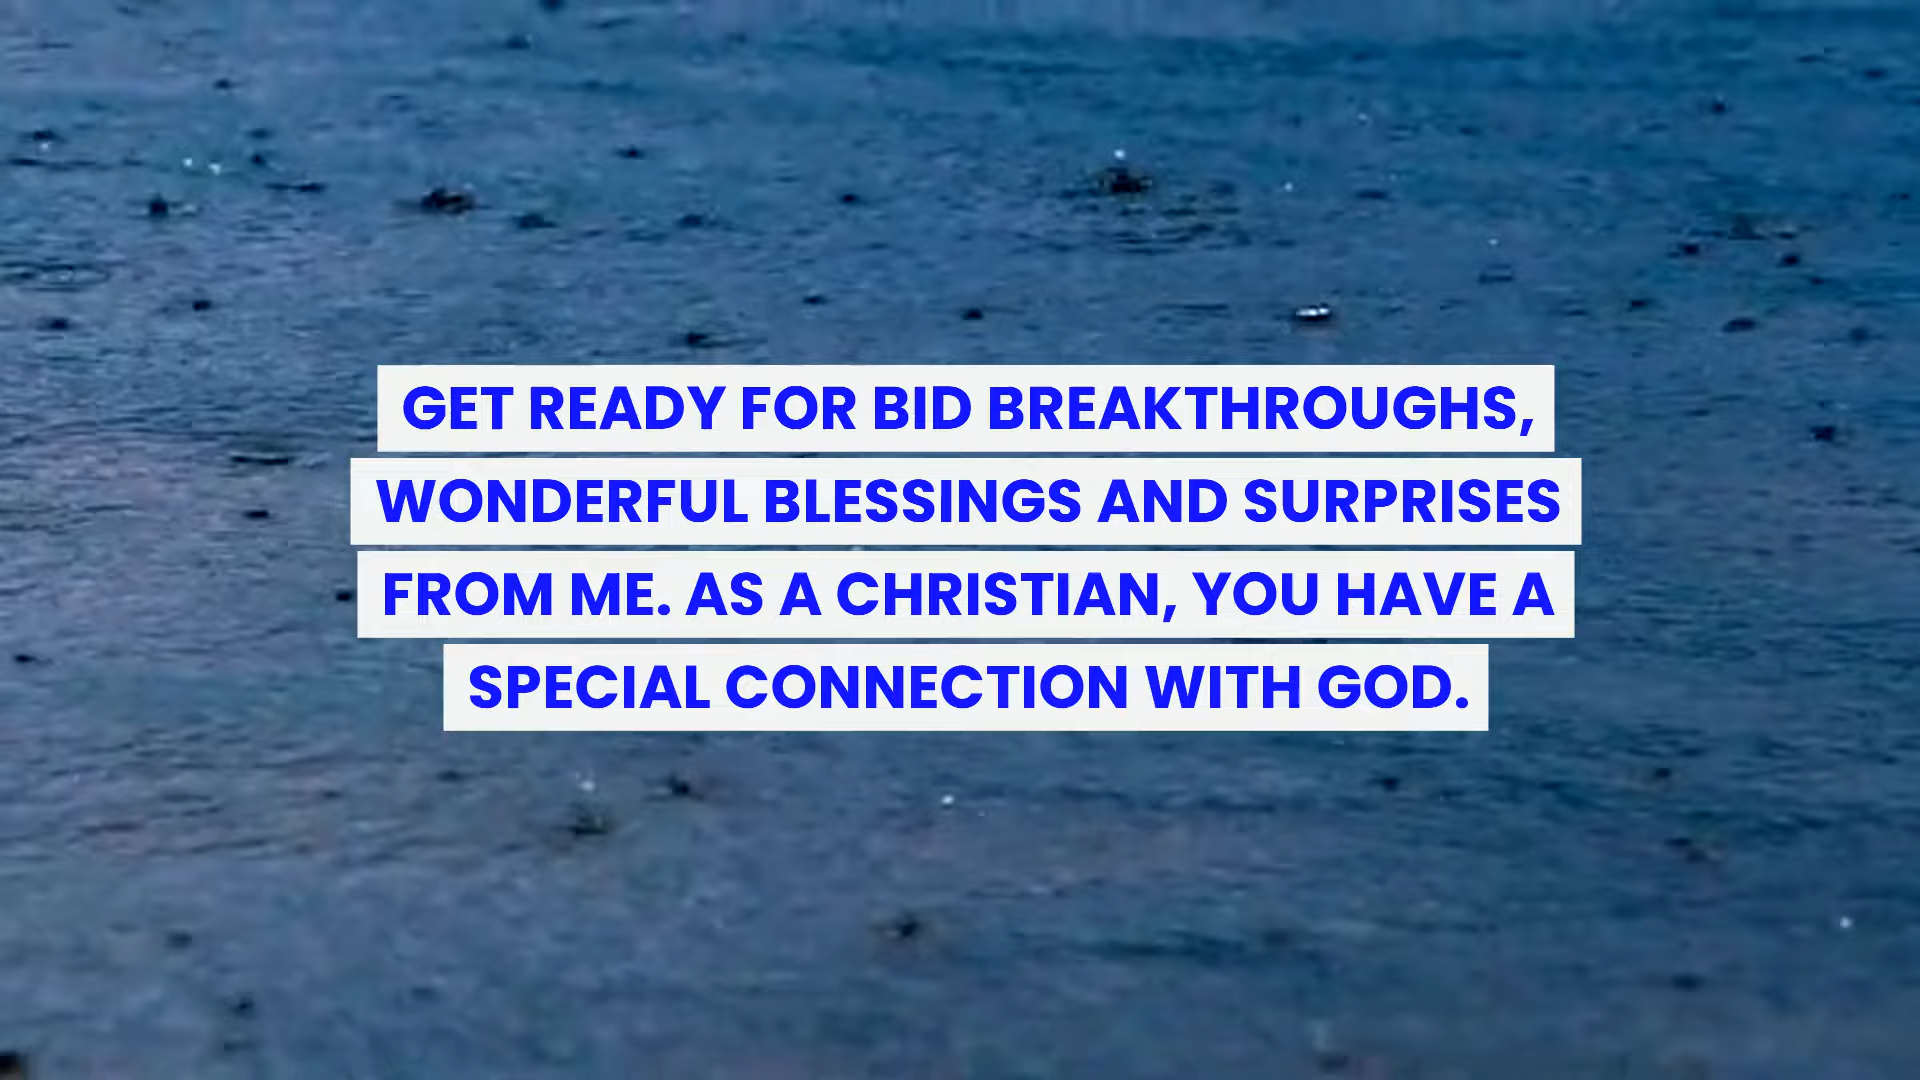 GET READY FOR BID BREAKTHROUGHS,
WONDERFUL BLESSINGS AND SURPRISES
FROM ME. AS A CHRISTIAN, YOU HAVE A
SPECIAL CONNECTION WITH GOD.